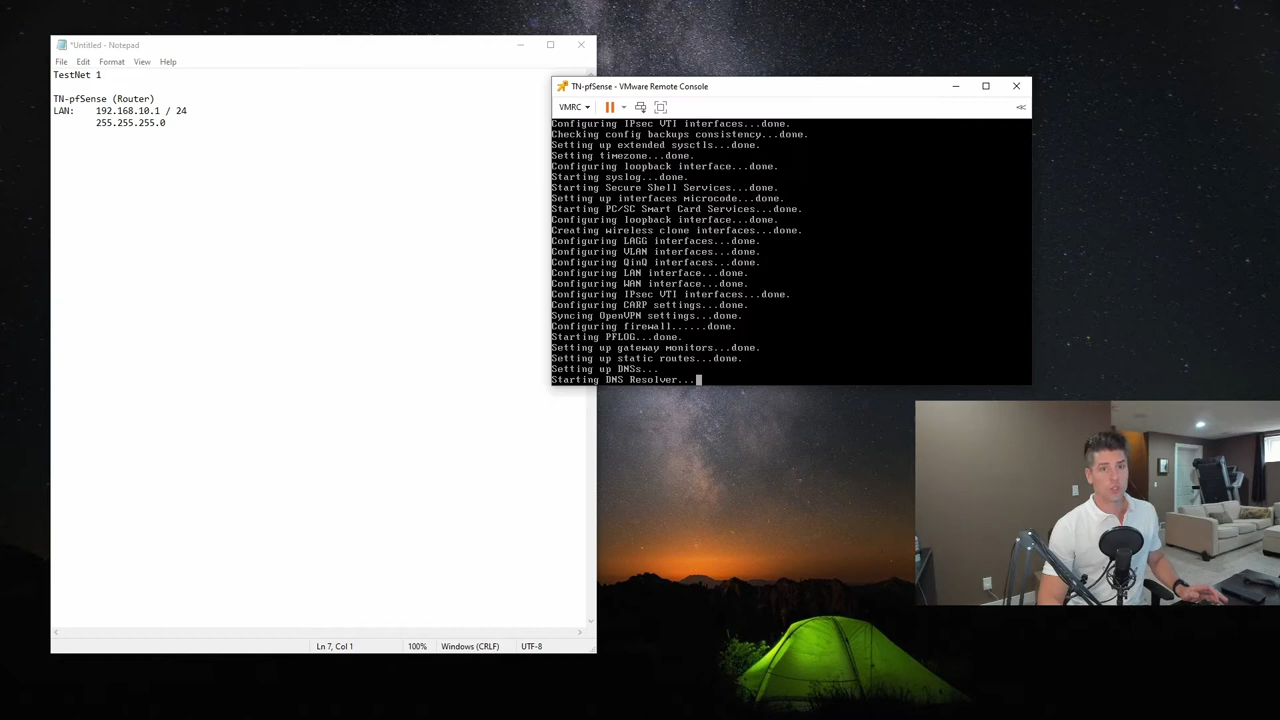 *Untitled - Notepad
File Edit Format View Help
TestNet 1
TN-pfSense (Router)
LAN: 192.168.10.1 / 24
255.255.255.0
Ln 7, Col 1 100% Windows (CRLF) UTF-8
TN-pfSense - VMware Remote Console
VMRC
Configuring IPsec VTI interfaces...done.
Checking config backups consistency...done.
Setting up extended sysctls...done.
Setting timezone...done.
Configuring loopback interface...done.
Starting syslog...done.
Starting Secure Shell Services...done.
Setting up interfaces microcode...done.
Starting PC/SC Smart Card Services...done.
Configuring loopback interface...done.
Creating wireless clone interfaces...done.
Configuring LAGG interfaces...done.
Configuring VLAN interfaces...done.
Configuring QinQ interfaces...done.
Configuring LAN interface...done.
Configuring WAN interface...done.
Configuring IPsec VTI interfaces...done.
Configuring CARP settings...done.
Syncing OpenVPN settings...done.
Configuring firewall......done.
Starting PFLOG...done.
Setting up gateway monitors...done.
Setting up static routes...done.
Setting up DNSs...
Starting DNS Resolver...